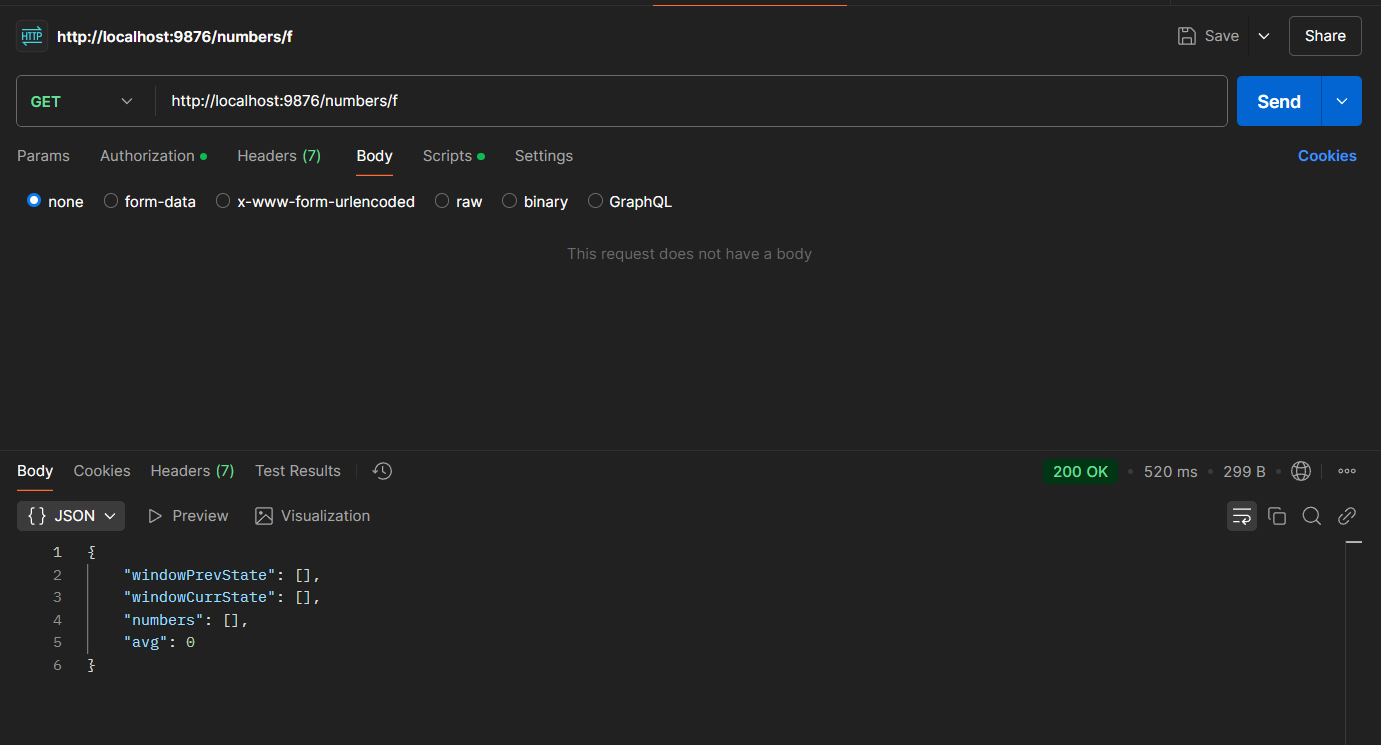 HTTP http://localhost:9876/numbers/f Save Share
GET http://localhost:9876/numbers/f Send
Params Authorization Headers (7) Body Scripts Settings Cookies
none form-data x-www-form-urlencoded raw binary GraphQL
This request does not have a body
Body Cookies Headers (7) Test Results 200 OK 520 ms 299 B
{} JSON Preview Visualization
1 {
2 "windowPrevState": [],
3 "windowCurrState": [],
4 "numbers": [],
5 "avg": 0
6 }